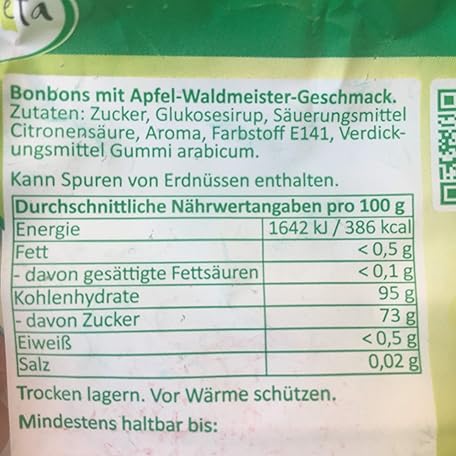 eta
Bonbons mit Apfel-Waldmeister-Geschmack.
Zutaten: Zucker, Glukosesirup, Säuerungsmittel
Citronensäure, Aroma, Farbstoff E141, Verdick-
ungsmittel Gummi arabicum.
Kann Spuren von Erdnüssen enthalten.
Durchschnittliche Nährwertangaben pro 100 g
Energie 1642 kJ / 386 kcal
Fett < 0,5 g
- davon gesättigte Fettsäuren < 0,1 g
Kohlenhydrate 95 g
- davon Zucker 73 g
Eiweiß < 0,5 g
Salz 0,02 g
Trocken lagern. Vor Wärme schützen.
Mindestens haltbar bis: